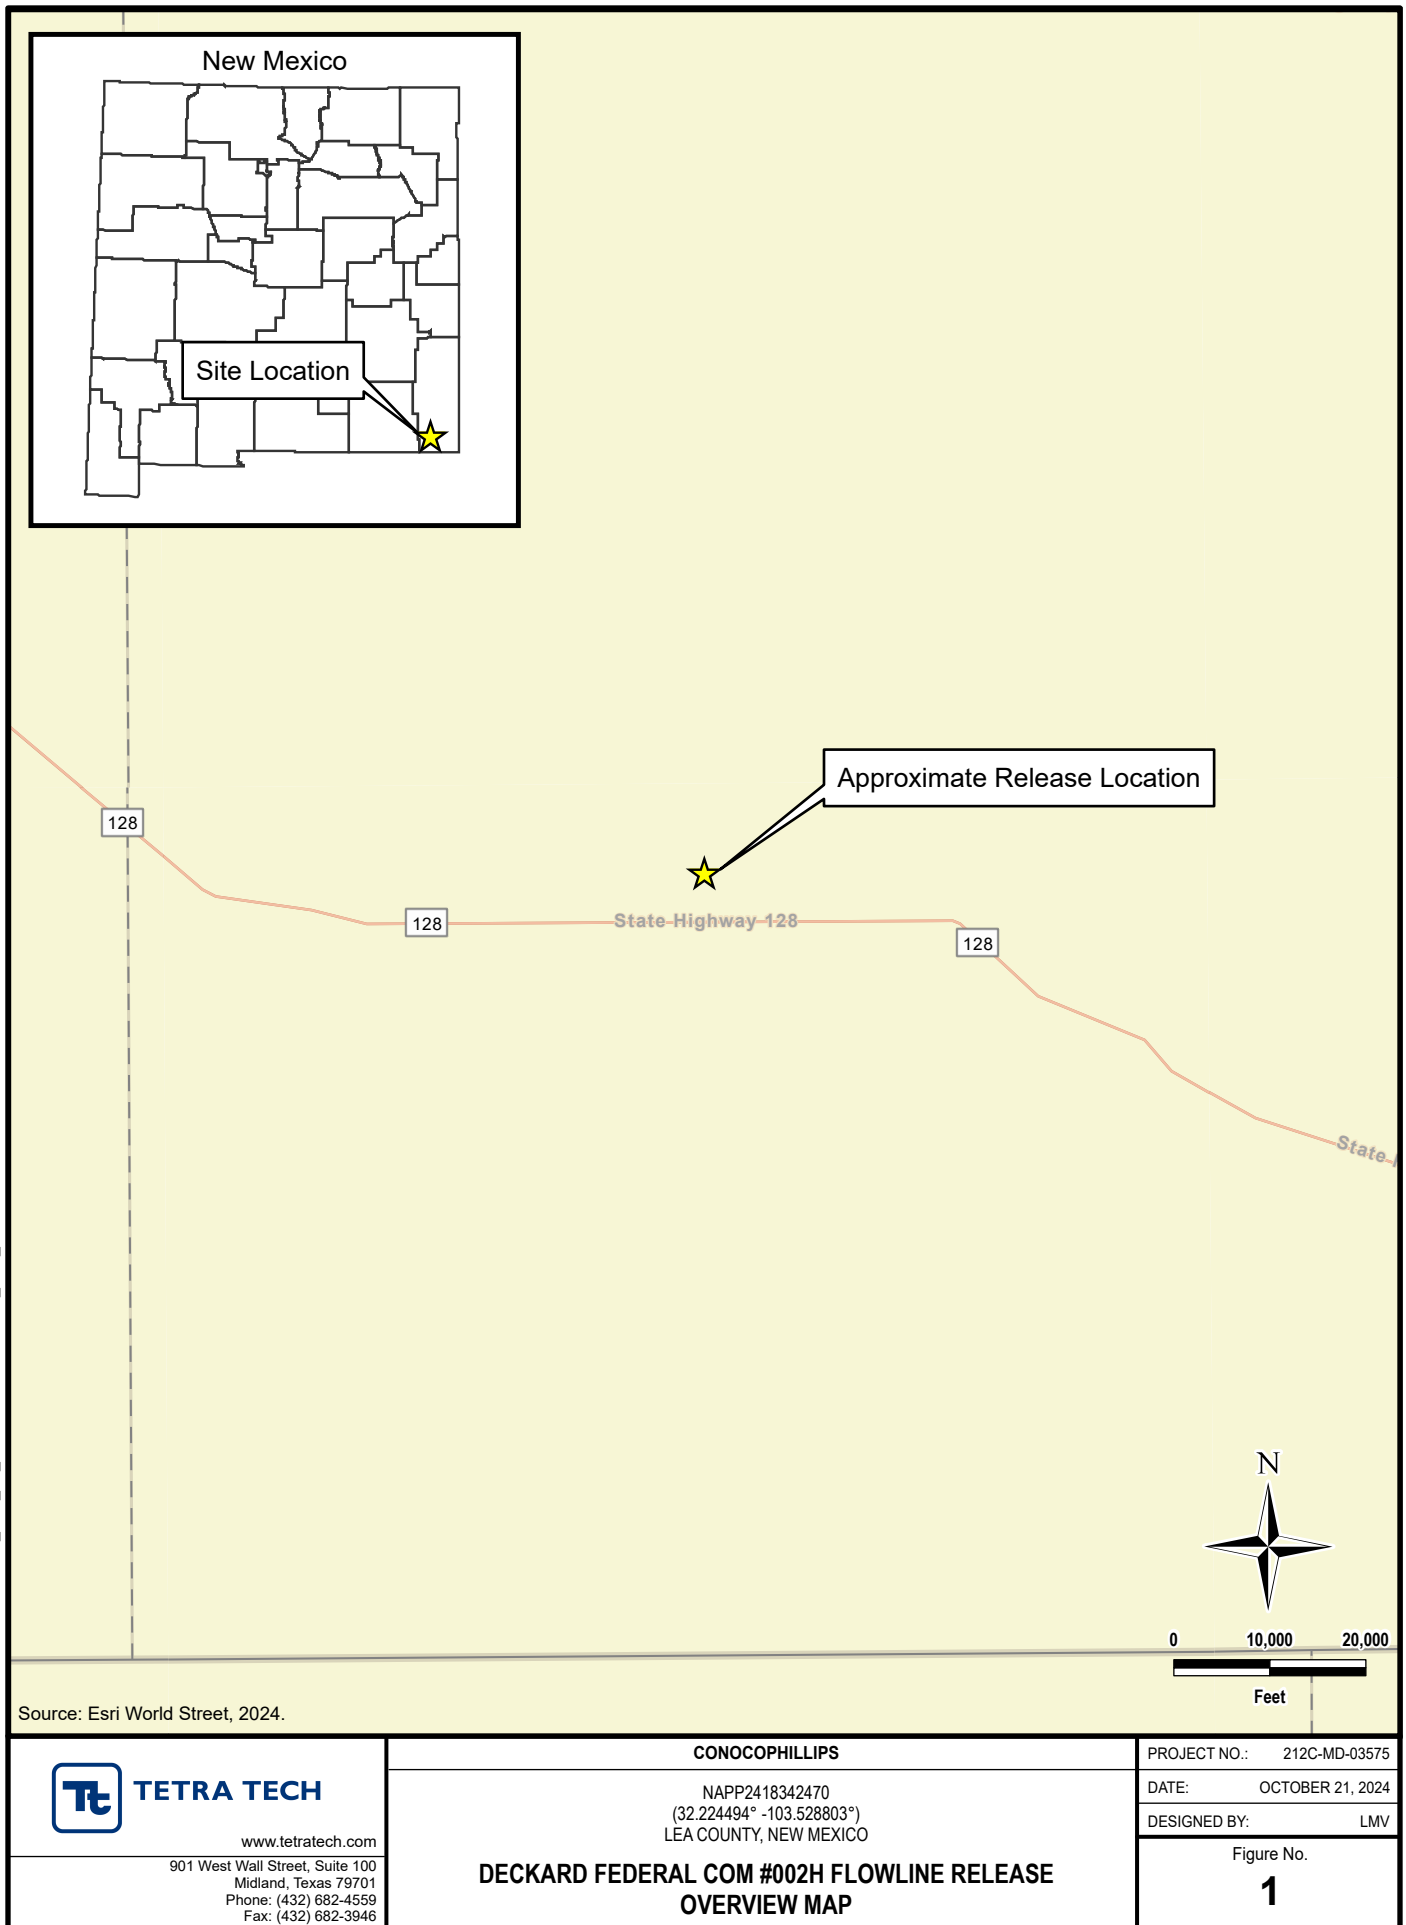 New Mexico
Site Location
Approximate Release Location
128
128
State Highway 128
128
State
N
0 10,000 20,000
Feet
Source: Esri World Street, 2024.
Tt TETRA TECH
www.tetratech.com
901 West Wall Street, Suite 100
Midland, Texas 79701
Phone: (432) 682-4559
Fax: (432) 682-3946
CONOCOPHILLIPS
NAPP2418342470
(32.224494° -103.528803°)
LEA COUNTY, NEW MEXICO
DECKARD FEDERAL COM #002H FLOWLINE RELEASE
OVERVIEW MAP
PROJECT NO.: 212C-MD-03575
DATE: OCTOBER 21, 2024
DESIGNED BY: LMV
Figure No.
1